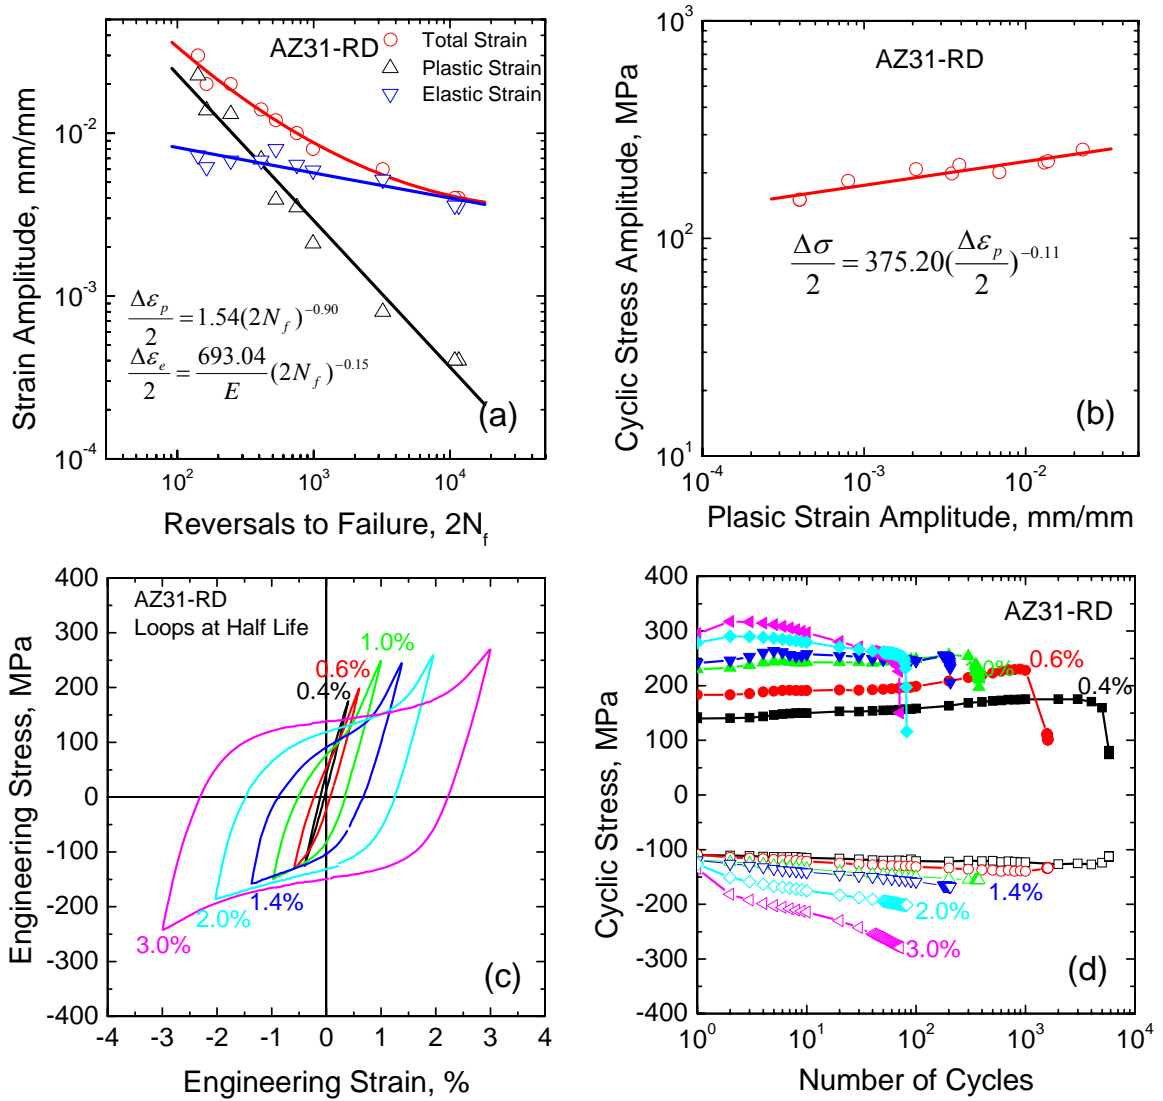 AZ31-RD
Total Strain
Plastic Strain
Elastic Strain
10^-2
10^-3
10^-4
Strain Amplitude, mm/mm
Δε_p/2 = 1.54(2N_f)^-0.90
Δε_e/2 = 693.04/E (2N_f)^-0.15
(a)
10^2 10^3 10^4
Reversals to Failure, 2N_f
10^3
10^2
10^1
Cyclic Stress Amplitude, MPa
AZ31-RD
Δσ/2 = 375.20(Δε_p/2)^-0.11
(b)
10^-4 10^-3 10^-2
Plasic Strain Amplitude, mm/mm
400
300
200
100
0
-100
-200
-300
-400
Engineering Stress, MPa
AZ31-RD
Loops at Half Life
1.0%
0.6%
0.4%
1.4%
2.0%
3.0%
(c)
-4 -3 -2 -1 0 1 2 3 4
Engineering Strain, %
400
300
200
100
0
-100
-200
-300
-400
Cyclic Stress, MPa
AZ31-RD
0%
0.6%
0.4%
1.4%
2.0%
3.0%
(d)
10^0 10^1 10^2 10^3 10^4
Number of Cycles